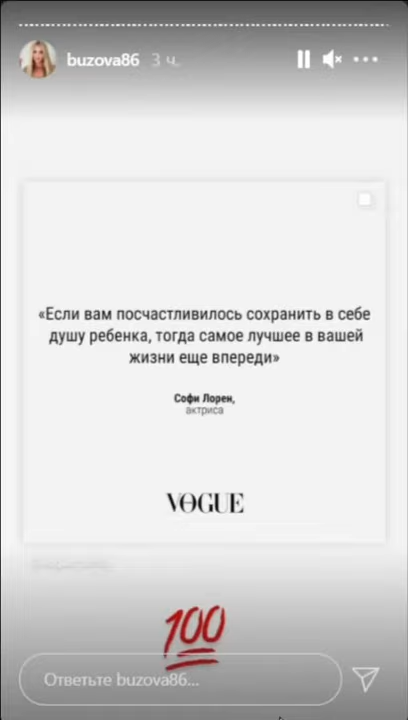 buzova86 3 ч.
«Если вам посчастливилось сохранить в себе
душу ребенка, тогда самое лучшее в вашей
жизни еще впереди»
Софи Лорен,
актриса
VOGUE
100
Ответьте buzova86...